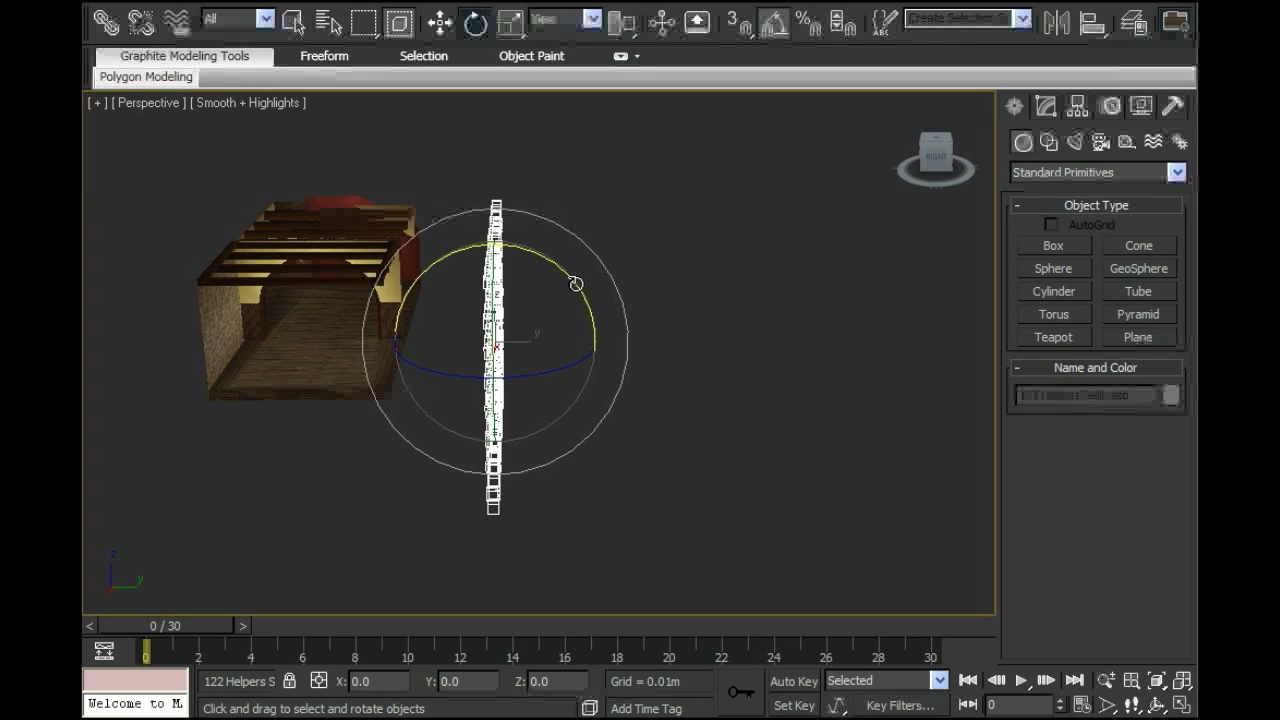 All
View
3
Create Selection S
Graphite Modeling Tools Freeform Selection Object Paint
Polygon Modeling
[ + ] [ Perspective ] [ Smooth + Highlights ]
RIGHT
Standard Primitives
- Object Type
AutoGrid
Box Cone
Sphere GeoSphere
Cylinder Tube
Torus Pyramid
Teapot Plane
- Name and Color
y
x
z
y
< 0 / 30 >
0 2 4 6 8 10 12 14 16 18 20 22 24 26 28 30
122 Helpers S X: 0.0 Y: 0.0 Z: 0.0 Grid = 0.01m Auto Key Selected
Welcome to M Click and drag to select and rotate objects Add Time Tag Set Key Key Filters... 0